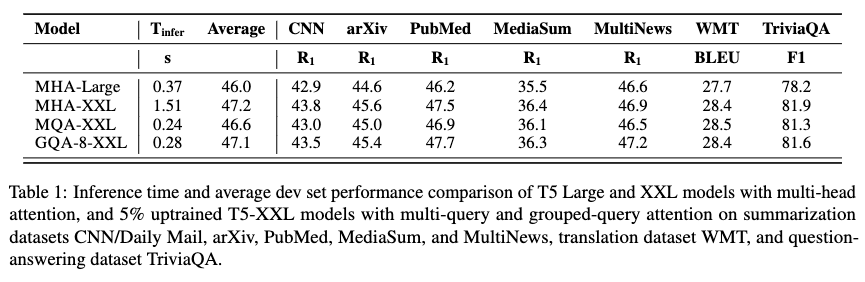 Model T_infer Average CNN arXiv PubMed MediaSum MultiNews WMT TriviaQA
s R₁ R₁ R₁ R₁ R₁ BLEU F1
MHA-Large 0.37 46.0 42.9 44.6 46.2 35.5 46.6 27.7 78.2
MHA-XXL 1.51 47.2 43.8 45.6 47.5 36.4 46.9 28.4 81.9
MQA-XXL 0.24 46.6 43.0 45.0 46.9 36.1 46.5 28.5 81.3
GQA-8-XXL 0.28 47.1 43.5 45.4 47.7 36.3 47.2 28.4 81.6
Table 1: Inference time and average dev set performance comparison of T5 Large and XXL models with multi-head
attention, and 5% uptrained T5-XXL models with multi-query and grouped-query attention on summarization
datasets CNN/Daily Mail, arXiv, PubMed, MediaSum, and MultiNews, translation dataset WMT, and question-
answering dataset TriviaQA.